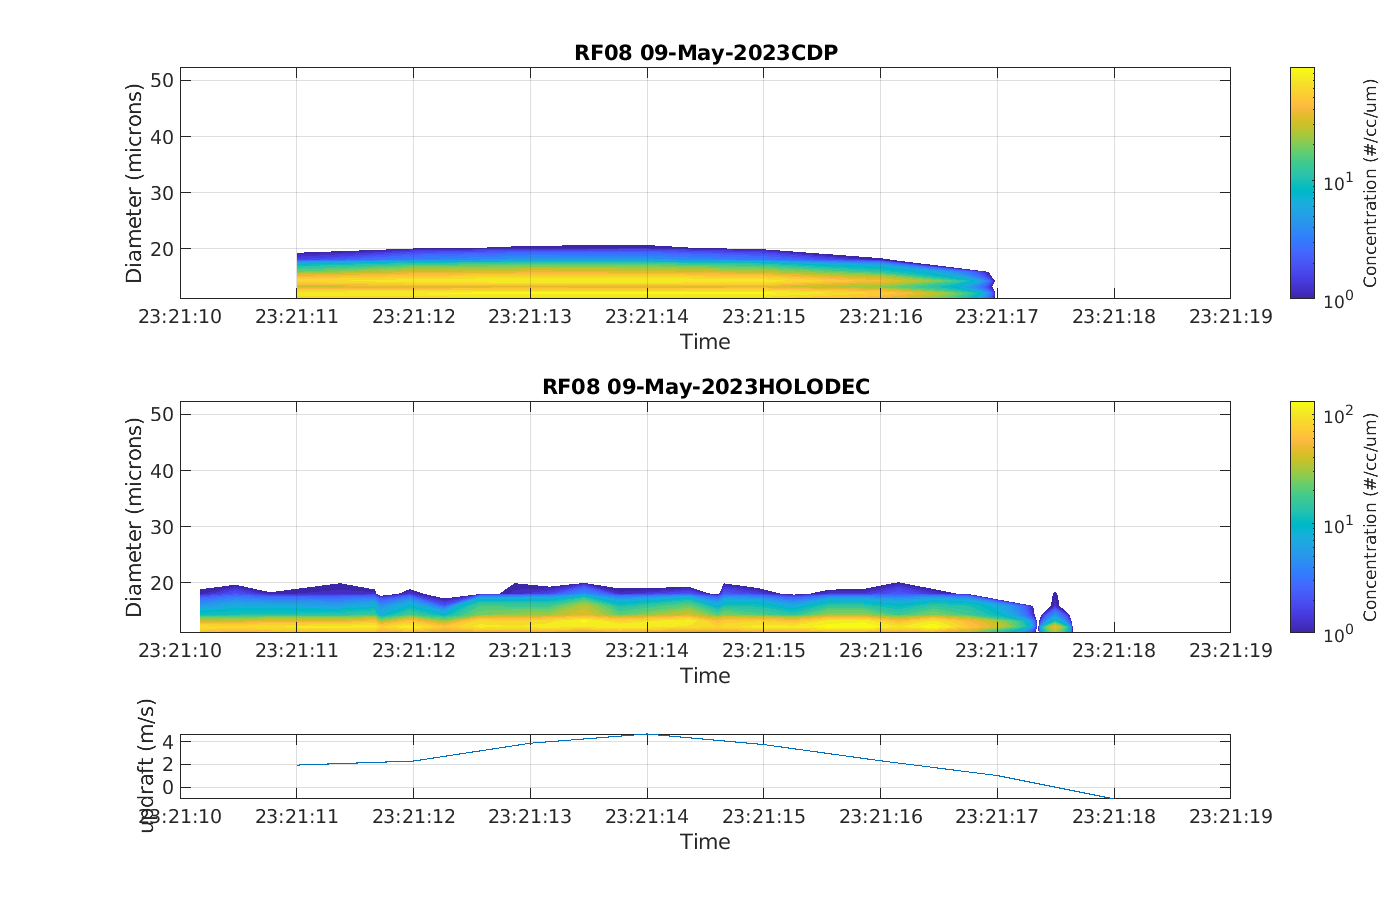 RF08 09-May-2023CDP
50
40
30
20
Diameter (microns)
23:21:10 23:21:11 23:21:12 23:21:13 23:21:14 23:21:15 23:21:16 23:21:17 23:21:18 23:21:19
Time
10^1
10^0
Concentration (#/cc/um)
RF08 09-May-2023HOLODEC
50
40
30
20
Diameter (microns)
23:21:10 23:21:11 23:21:12 23:21:13 23:21:14 23:21:15 23:21:16 23:21:17 23:21:18 23:21:19
Time
10^2
10^1
10^0
Concentration (#/cc/um)
4
2
0
updraft (m/s)
23:21:10 23:21:11 23:21:12 23:21:13 23:21:14 23:21:15 23:21:16 23:21:17 23:21:18 23:21:19
Time